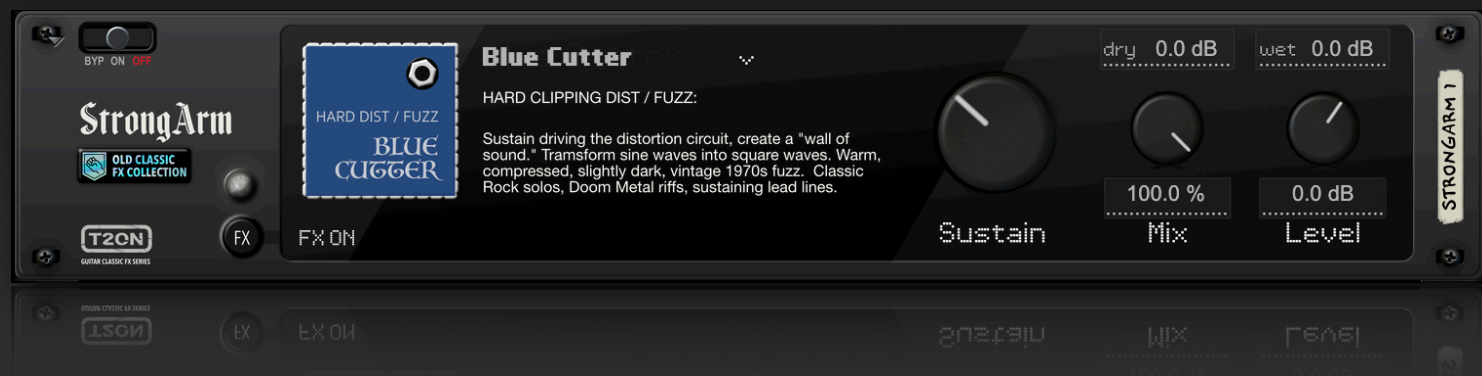 BYP ON OFF
StrongArm
OLD CLASSIC
FX COLLECTION
T2ON
GUITAR CLASSIC FX SERIES
FX
HARD DIST / FUZZ
BLUE
CUTTER
FX ON
Blue Cutter
HARD CLIPPING DIST / FUZZ:
Sustain driving the distortion circuit, create a "wall of
sound." Transform sine waves into square waves. Warm,
compressed, slightly dark, vintage 1970s fuzz.  Classic
Rock solos, Doom Metal riffs, sustaining lead lines.
Sustain
dry 0.0 dB
wet 0.0 dB
100.0 %
0.0 dB
Mix
Level
STRONGARM 1